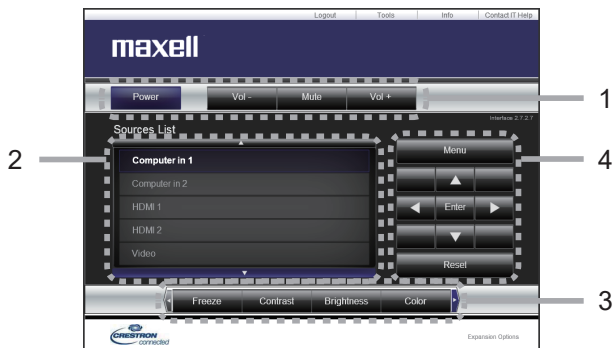 Logout Tools Info Contact IT Help
maxell
Power Vol - Mute Vol +
1
Interface 2.7.2.7
Sources List
2
Computer in 1
Computer in 2
HDMI 1
HDMI 2
Video
Menu
4
Enter
Reset
Freeze Contrast Brightness Color
3
CRESTRON
connected
Expansion Options